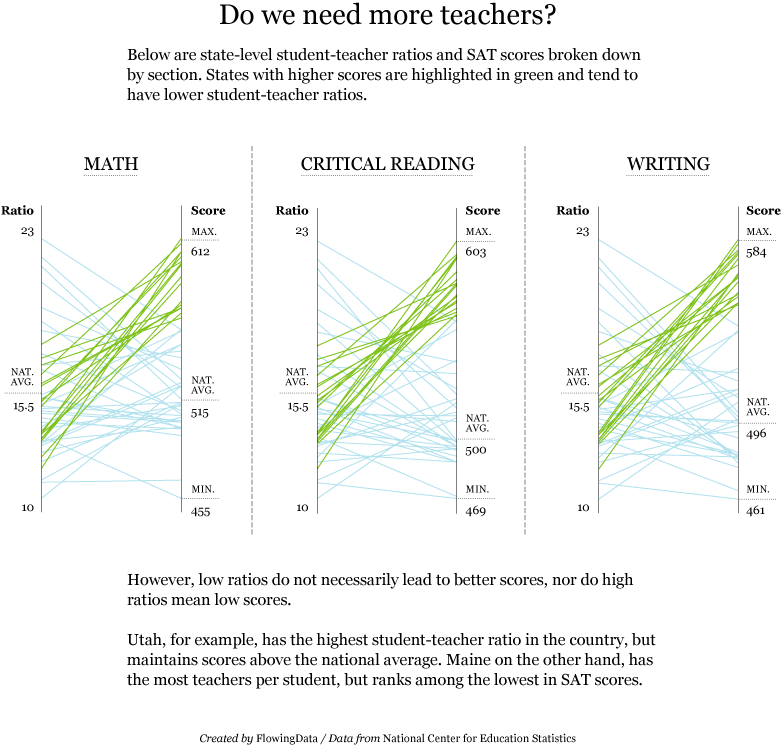 Do we need more teachers?
Below are state-level student-teacher ratios and SAT scores broken down
by section. States with higher scores are highlighted in green and tend to
have lower student-teacher ratios.
MATH
Ratio
Score
23
MAX.
612
NAT.
AVG.
15.5
NAT.
AVG.
515
MIN.
10
455
CRITICAL READING
Ratio
Score
23
MAX.
603
NAT.
AVG.
15.5
NAT.
AVG.
500
MIN.
10
469
WRITING
Ratio
Score
23
MAX.
584
NAT.
AVG.
15.5
NAT.
AVG.
496
MIN.
10
461
However, low ratios do not necessarily lead to better scores, nor do high
ratios mean low scores.
Utah, for example, has the highest student-teacher ratio in the country, but
maintains scores above the national average. Maine on the other hand, has
the most teachers per student, but ranks among the lowest in SAT scores.
Created by FlowingData / Data from National Center for Education Statistics